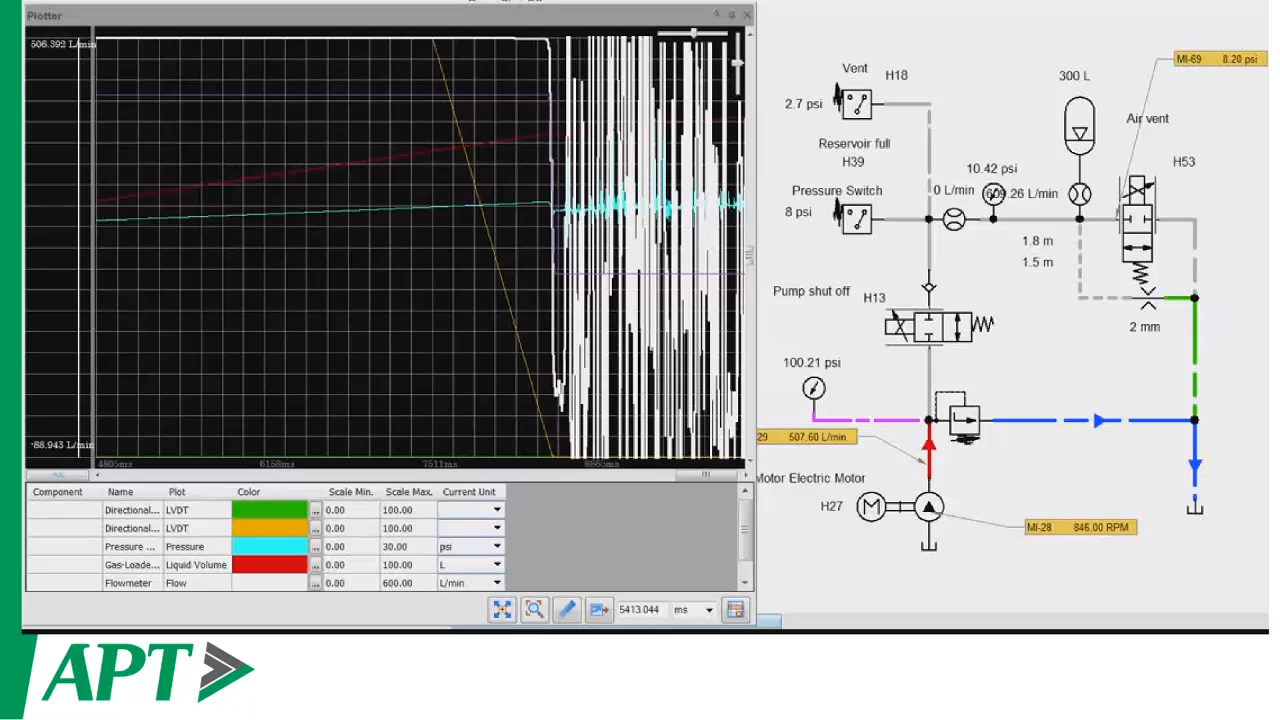 Plotter
506.392 L/min
-88.943 L/min
4805ms 6158ms 7511ms 8865ms
Component Name Plot Color Scale Min. Scale Max. Current Unit
Directional... LVDT ... 0.00 100.00
Directional... LVDT ... 0.00 100.00
Pressure ... Pressure ... 0.00 30.00 psi
Gas-Loade... Liquid Volume ... 0.00 100.00 L
Flowmeter Flow ... 0.00 600.00 L/min
5413.044 ms
MI-69 8.20 psi
Vent H18
2.7 psi
300 L
Air vent
Reservoir full
H39
H53
10.42 psi
Pressure Switch
0 L/min
609.26 L/min
8 psi
1.8 m
1.5 m
Pump shut off H13
2 mm
100.21 psi
29 507.60 L/min
Motor Electric Motor
H27
M
MI-28 846.00 RPM
APT